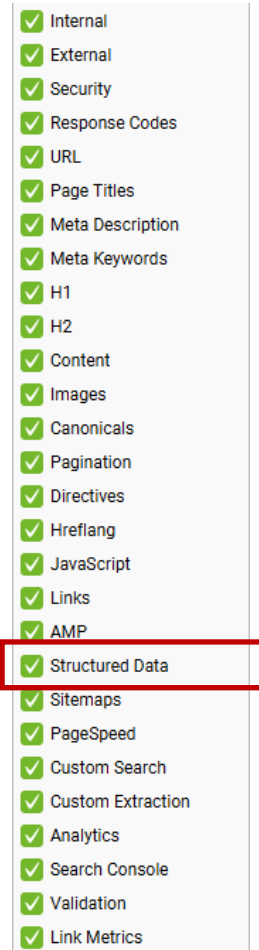 Internal
External
Security
Response Codes
URL
Page Titles
Meta Description
Meta Keywords
H1
H2
Content
Images
Canonicals
Pagination
Directives
Hreflang
JavaScript
Links
AMP
Structured Data
Sitemaps
PageSpeed
Custom Search
Custom Extraction
Analytics
Search Console
Validation
Link Metrics